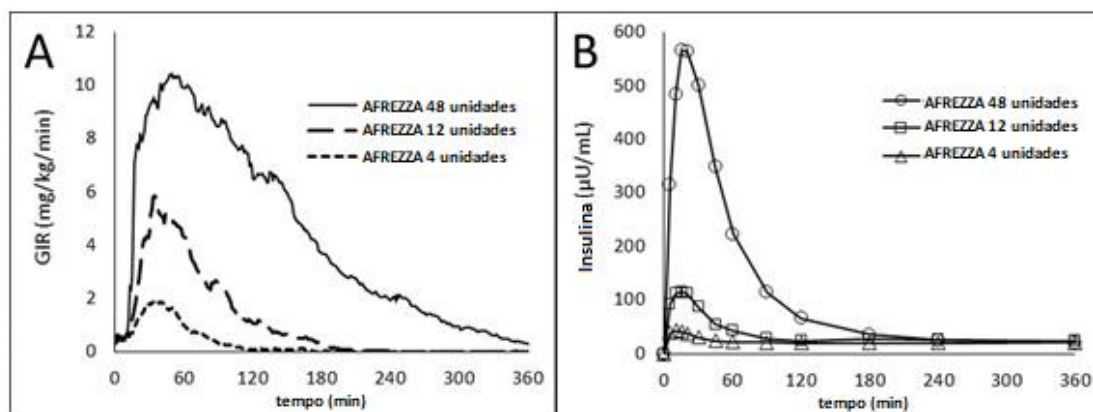 A
GIR (mg/kg/min)
12
10
8
6
4
2
0
0 60 120 180 240 300 360
tempo (min)
AFREZZA 48 unidades
AFREZZA 12 unidades
AFREZZA 4 unidades
B
Insulina (µU/mL)
600
500
400
300
200
100
0
0 60 120 180 240 300 360
tempo (min)
AFREZZA 48 unidades
AFREZZA 12 unidades
AFREZZA 4 unidades